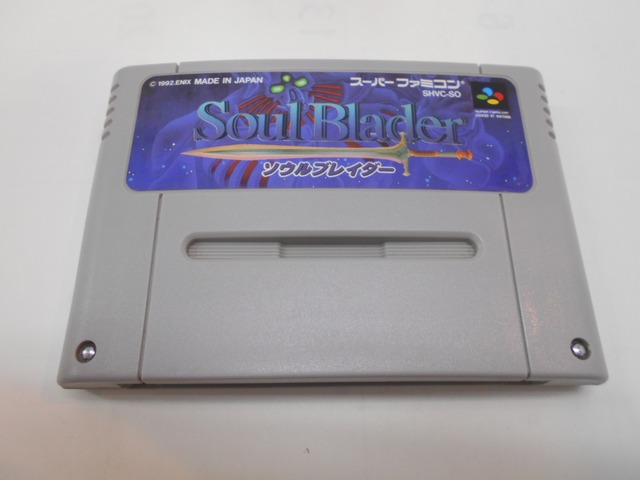 © 1992. ENIX MADE IN JAPAN
スーパーファミコン
SHVC-SO
Soul Blader
ソウルブレイダー